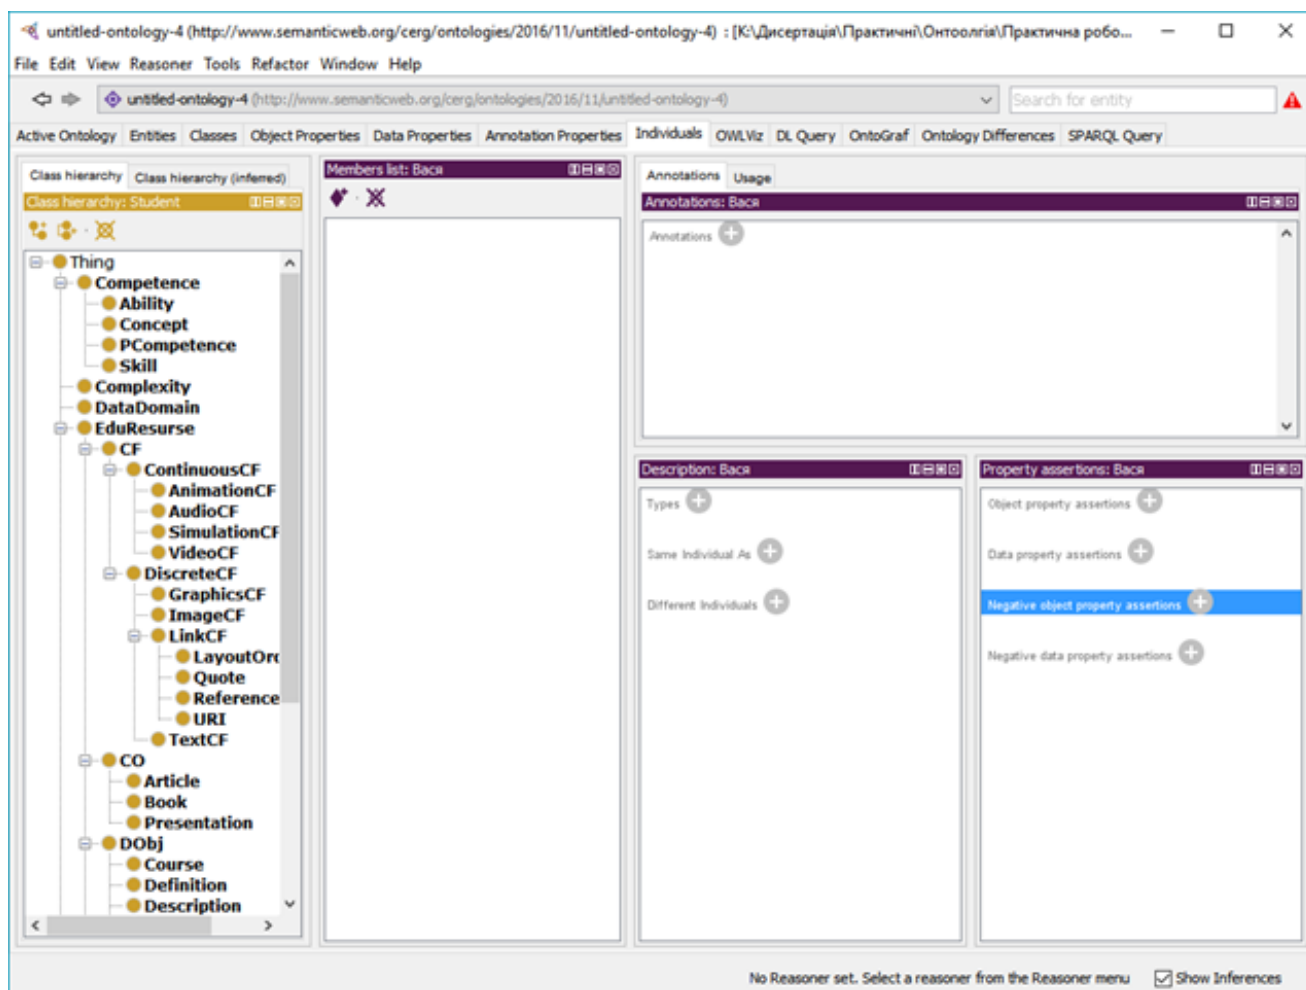 untitled-ontology-4 (http://www.semanticweb.org/cerg/ontologies/2016/11/untitled-ontology-4) : [K:\Дисертація\Практичні\Онтоолгія\Практична робо...
File Edit View Reasoner Tools Refactor Window Help
untitled-ontology-4 (http://www.semanticweb.org/cerg/ontologies/2016/11/untitled-ontology-4)
Search for entity
Active Ontology Entities Classes Object Properties Data Properties Annotation Properties Individuals OWLViz DL Query OntoGraf Ontology Differences SPARQL Query
Class hierarchy Class hierarchy (inferred)
Class hierarchy: Student
Thing
Competence
Ability
Concept
PCompetence
Skill
Complexity
DataDomain
EduResurse
CF
ContinuousCF
AnimationCF
AudioCF
SimulationCF
VideoCF
DiscreteCF
GraphicsCF
ImageCF
LinkCF
LayoutOrd
Quote
Reference
URI
TextCF
CO
Article
Book
Presentation
DObj
Course
Definition
Description
Members list: Вася
Annotations Usage
Annotations: Вася
Annotations
Description: Вася
Types
Same Individual As
Different Individuals
Property assertions: Вася
Object property assertions
Data property assertions
Negative object property assertions
Negative data property assertions
No Reasoner set. Select a reasoner from the Reasoner menu
Show Inferences